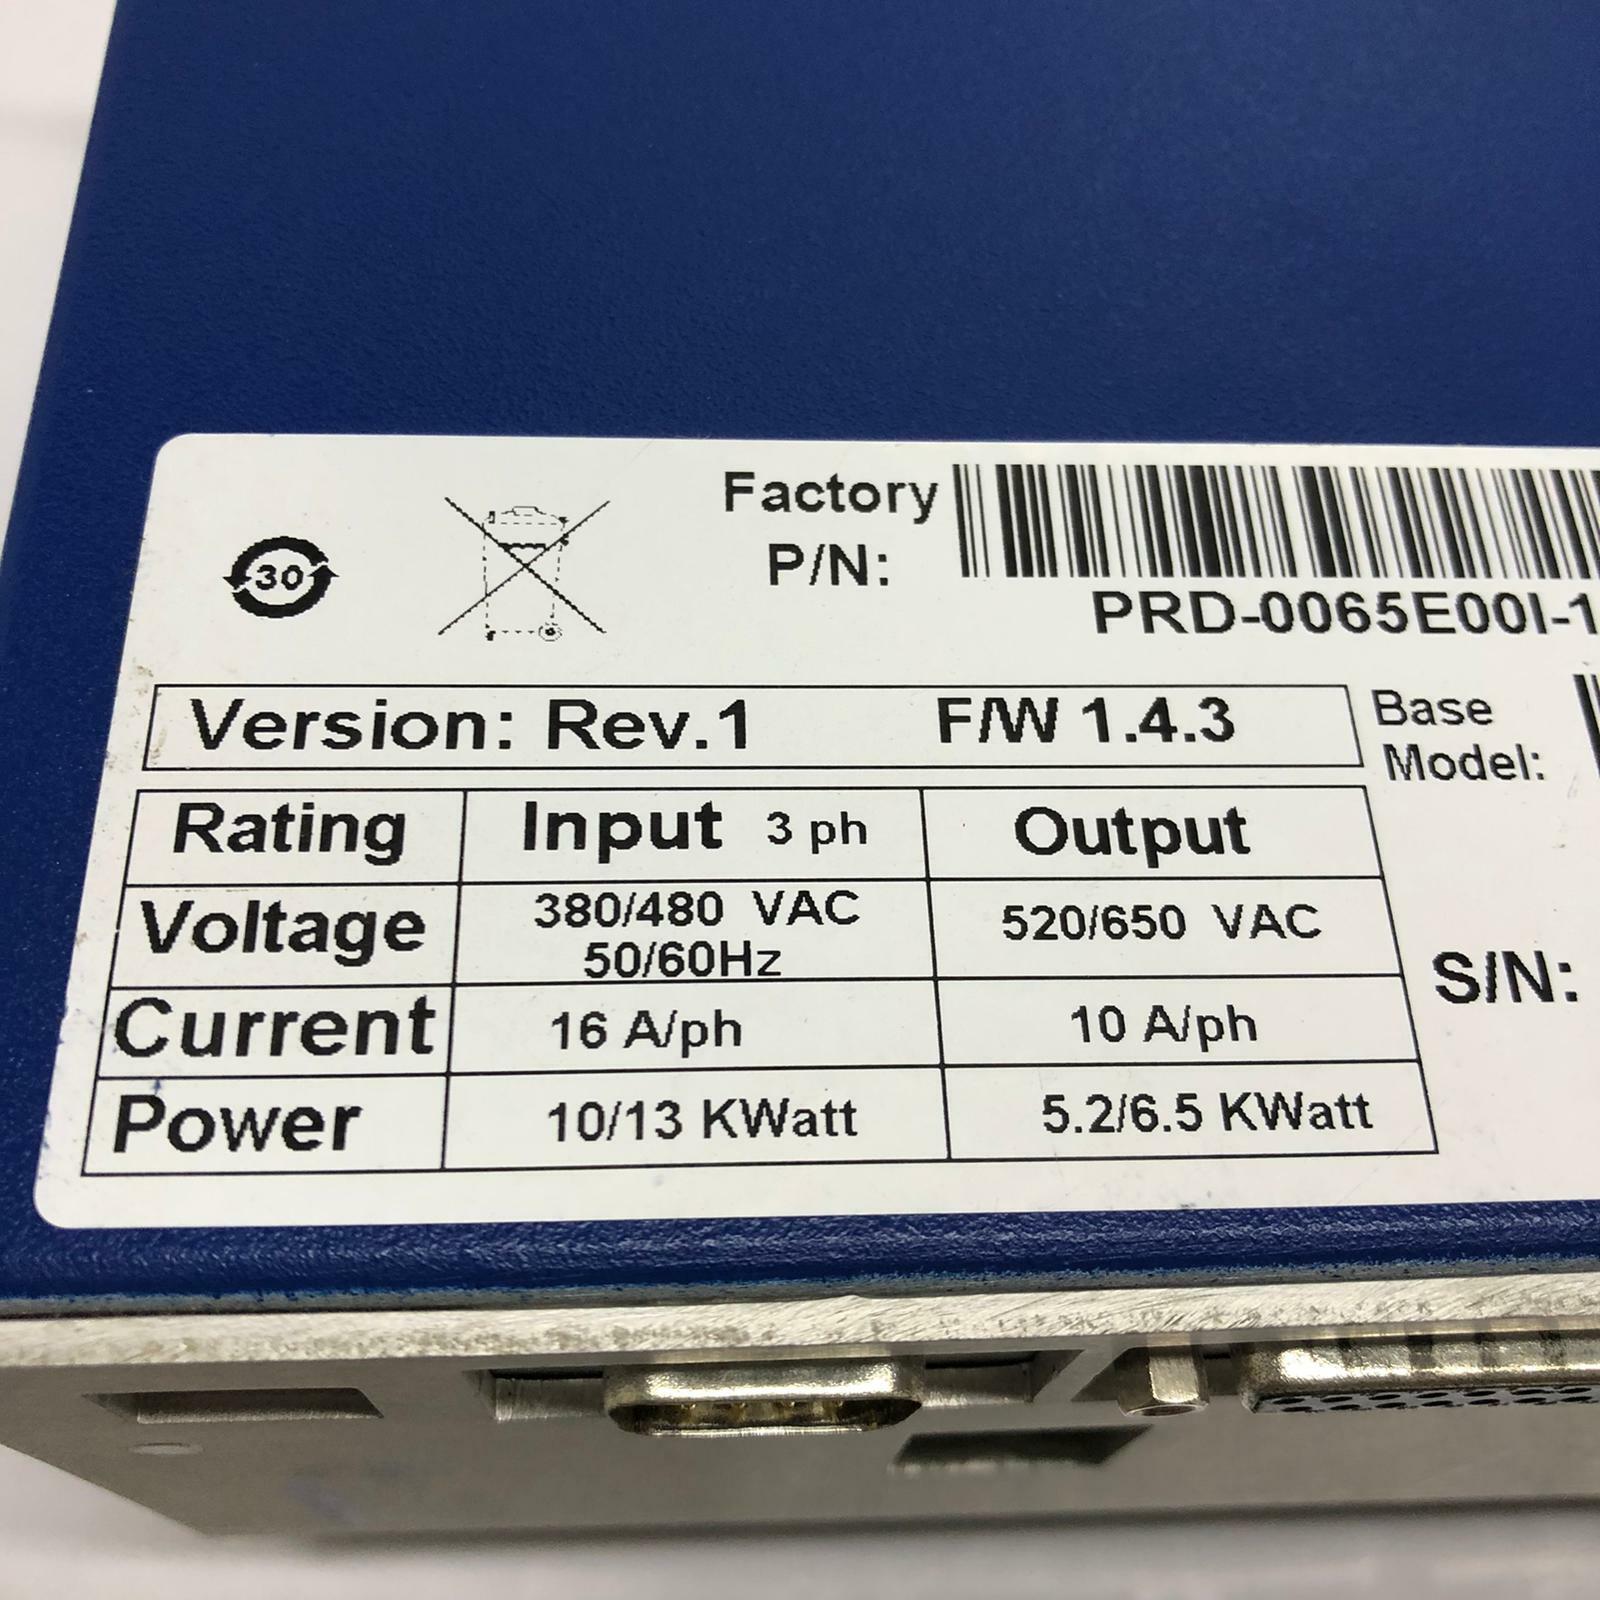 30
Factory
P/N:
PRD-0065E00I-1
Version: Rev.1 F/W 1.4.3
Base
Model:
Rating Input 3 ph Output
Voltage 380/480 VAC 50/60Hz 520/650 VAC
Current 16 A/ph 10 A/ph
S/N:
Power 10/13 KWatt 5.2/6.5 KWatt